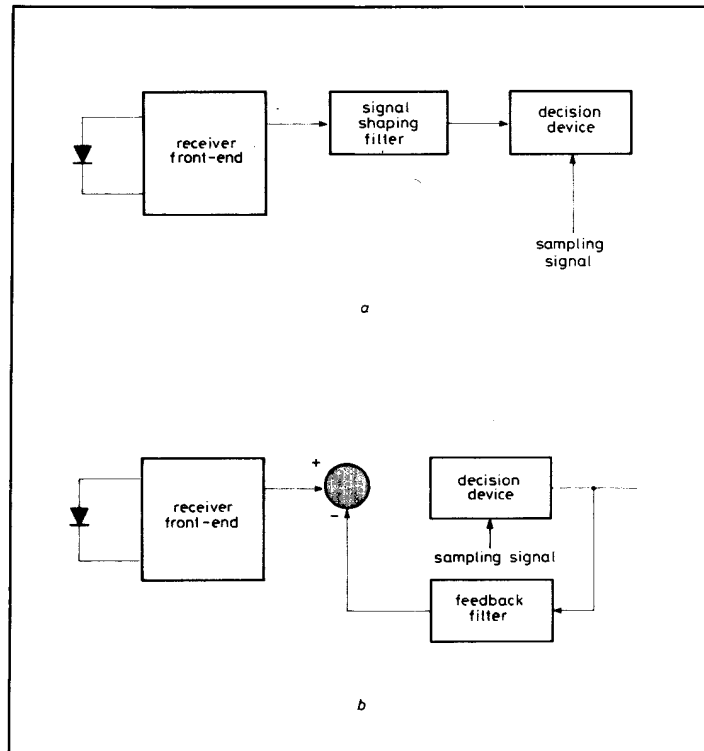 receiver
front-end
signal
shaping
filter
decision
device
sampling
signal
a
receiver
front-end
+
-
decision
device
sampling signal
feedback
filter
b